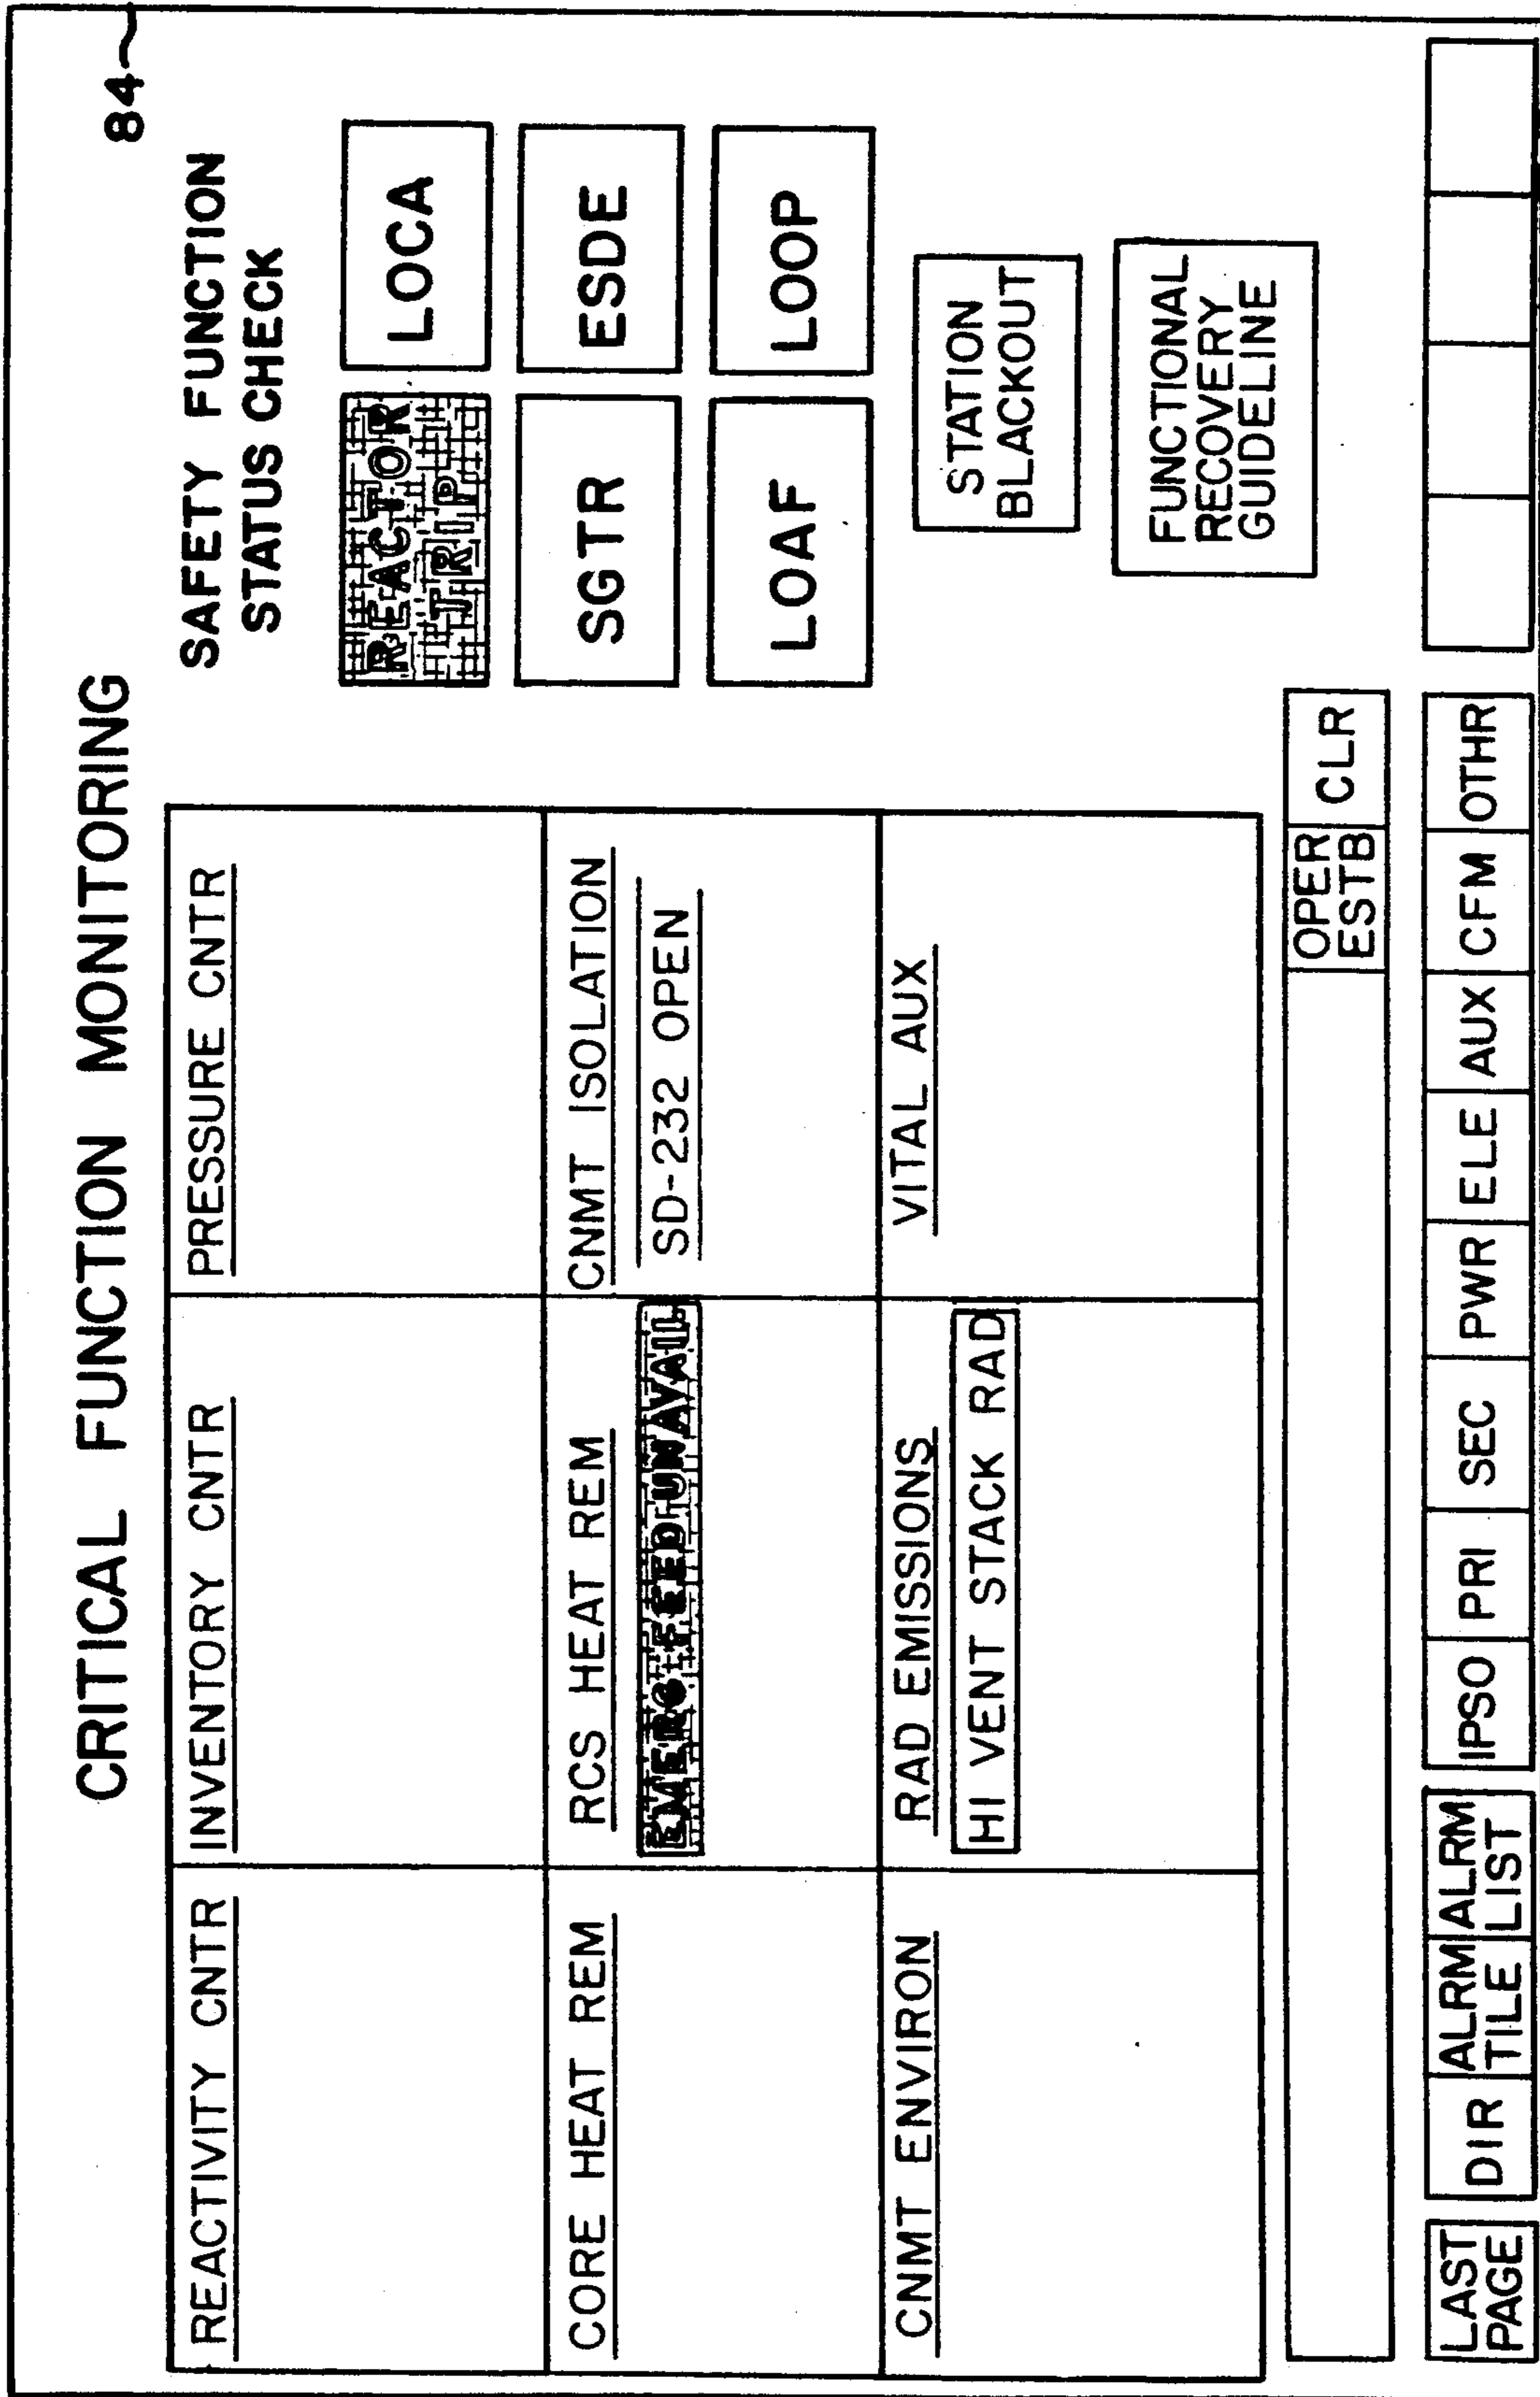 84
CRITICAL FUNCTION MONITORING
REACTIVITY CNTR
INVENTORY CNTR
PRESSURE CNTR
CORE HEAT REM
RCS HEAT REM
EMERG FEED UNAVAIL
CNMT ISOLATION
SD-232 OPEN
CNMT ENVIRON
RAD EMISSIONS
HI VENT STACK RAD
VITAL AUX
SAFETY FUNCTION
STATUS CHECK
REACTOR
TRIP
LOCA
SGTR
ESDE
LOAF
LOOP
STATION
BLACKOUT
FUNCTIONAL
RECOVERY
GUIDELINE
OPER
ESTB
CLR
LAST
PAGE
DIR
ALRM
TILE
ALRM
LIST
IPSO
PRI
SEC
PWR
ELE
AUX
CFM
OTHR